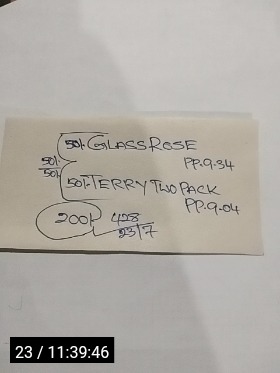 50/- GLASS ROSE
PP.9.34
50/-
50/-
50/- TERRY TWO PACK
PP.9.04
200/- 428
23/7
23 / 11:39:46